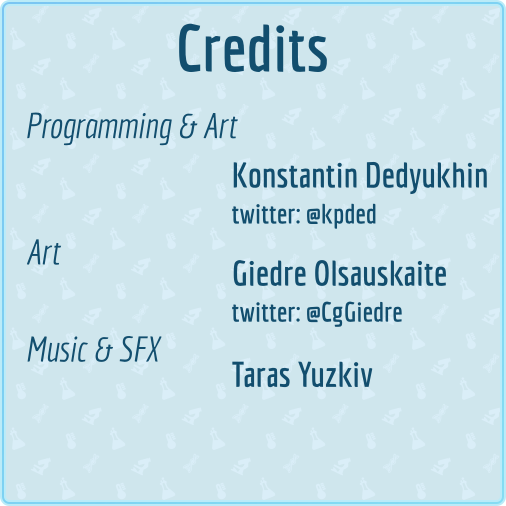 Credits
Programming & Art
Konstantin Dedyukhin
twitter: @kpded
Art
Giedre Olsauskaite
twitter: @CgGiedre
Music & SFX
Taras Yuzkiv